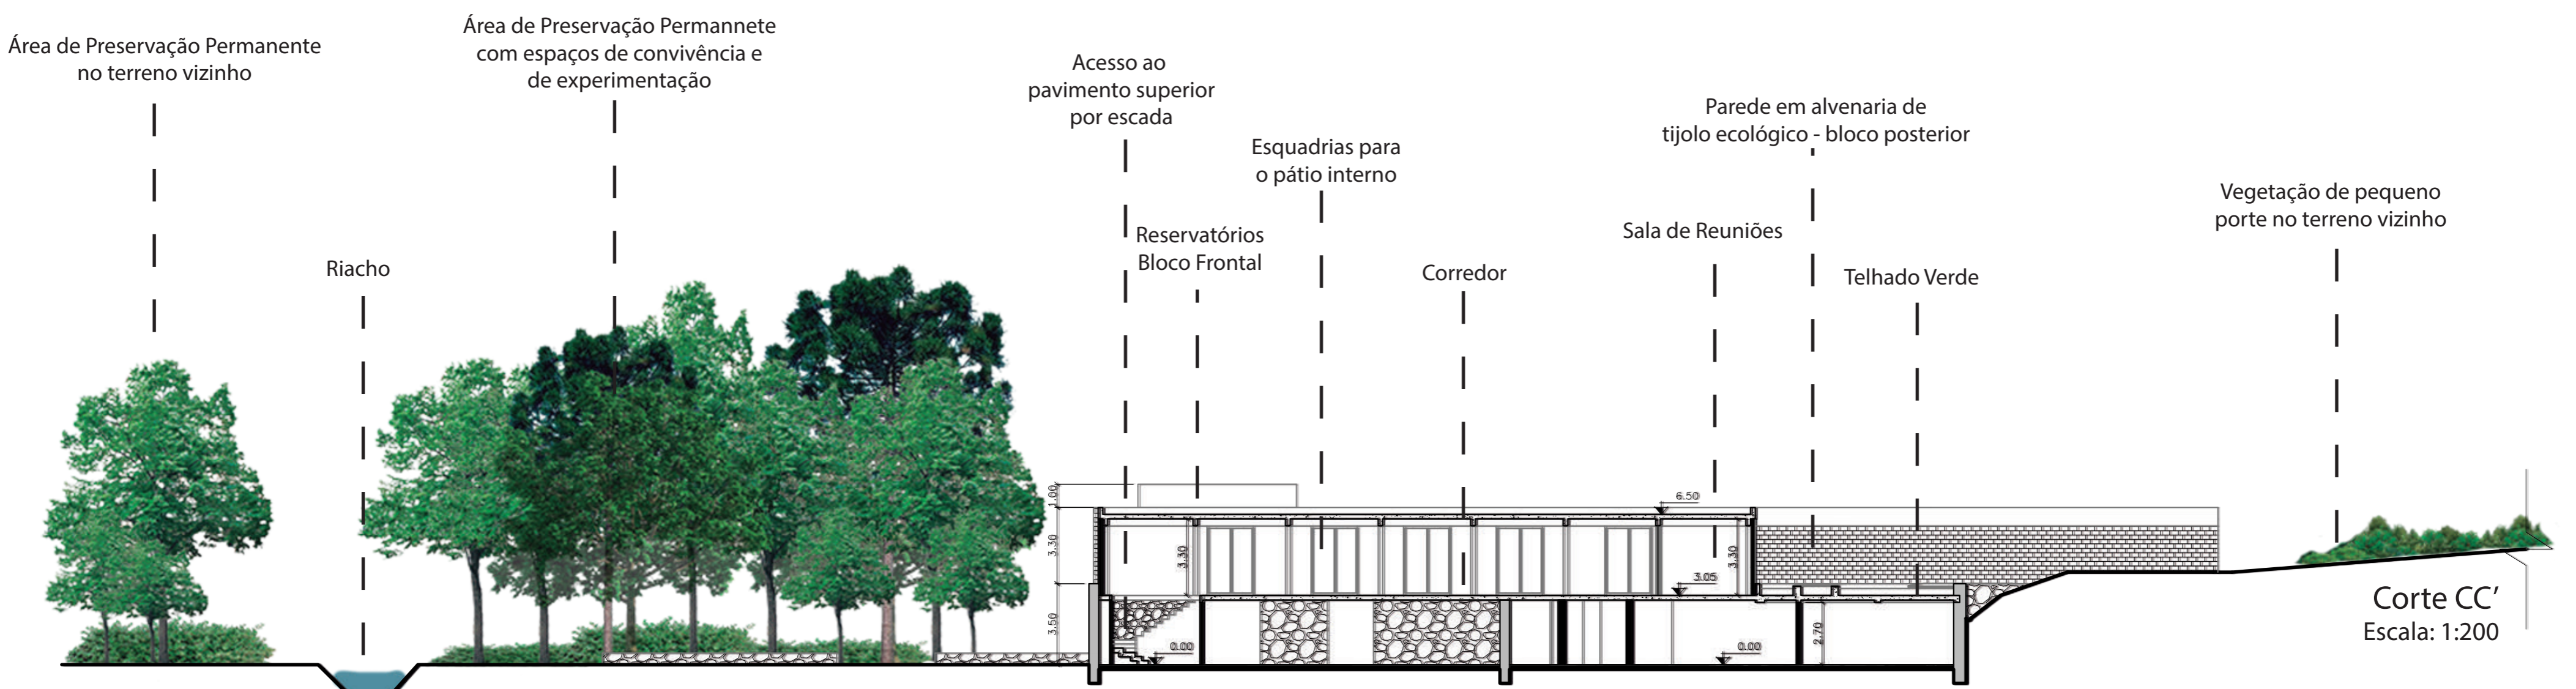 Área de Preservação Permanente
no terreno vizinho
Riacho
Área de Preservação Permannete
com espaços de convivência e
de experimentação
Acesso ao
pavimento superior
por escada
Reservatórios
Bloco Frontal
Esquadrias para
o pátio interno
Corredor
Sala de Reuniões
Parede em alvenaria de
tijolo ecológico - bloco posterior
Telhado Verde
Vegetação de pequeno
porte no terreno vizinho
1.00
3.30
3.50
3.30
6.50
3.30
3.05
0.00
0.00
2.70
Corte CC’
Escala: 1:200